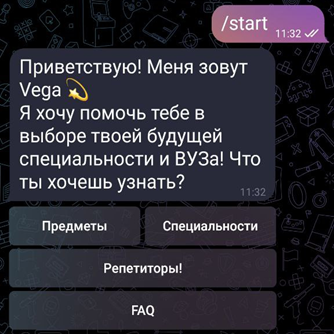 /start
11:32
Приветствую! Меня зовут
Vega 💫
Я хочу помочь тебе в
выборе твоей будущей
специальности и ВУЗа! Что
ты хочешь узнать?
11:32
Предметы
Специальности
Репетиторы!
FAQ